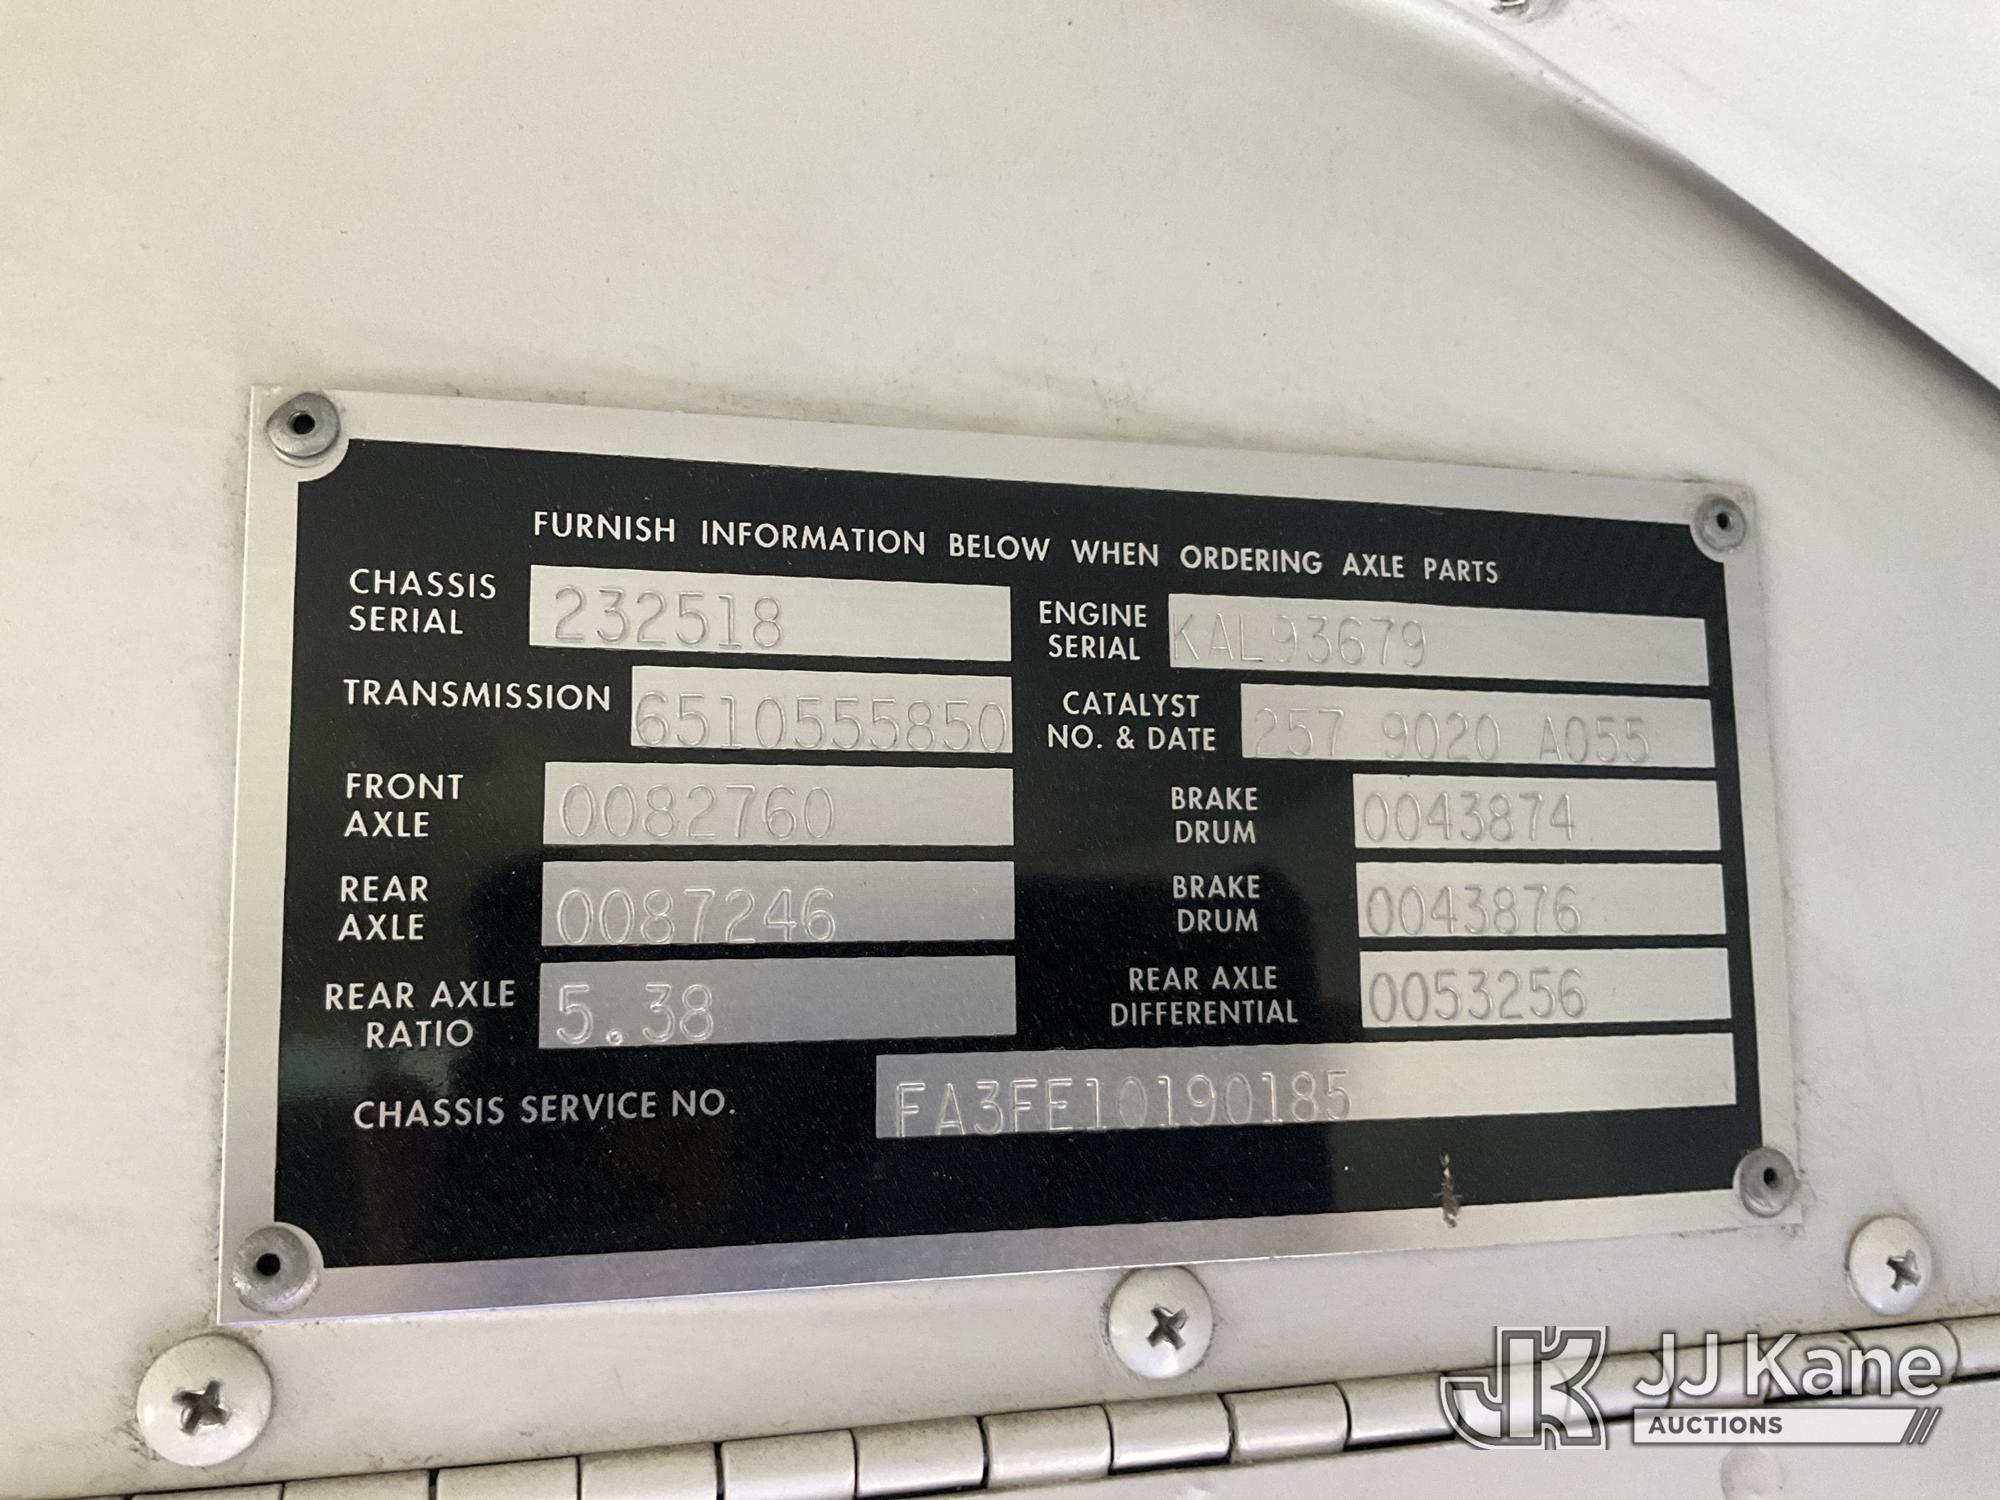 FURNISH INFORMATION BELOW WHEN ORDERING AXLE PARTS
CHASSIS SERIAL 232518
ENGINE SERIAL KAL93679
TRANSMISSION 6510555850
CATALYST NO. & DATE 257 9020 A055
FRONT AXLE 0082760
BRAKE DRUM 0043874
REAR AXLE 0087246
BRAKE DRUM 0043876
REAR AXLE RATIO 5.38
REAR AXLE DIFFERENTIAL 0053256
CHASSIS SERVICE NO. FA3FE10190185
JK JJ Kane
AUCTIONS